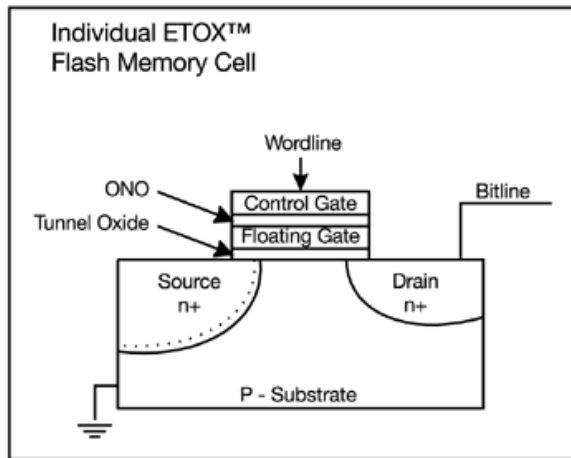 Individual ETOX™
Flash Memory Cell
Wordline
ONO
Control Gate
Bitline
Tunnel Oxide
Floating Gate
Source
n+
Drain
n+
P - Substrate